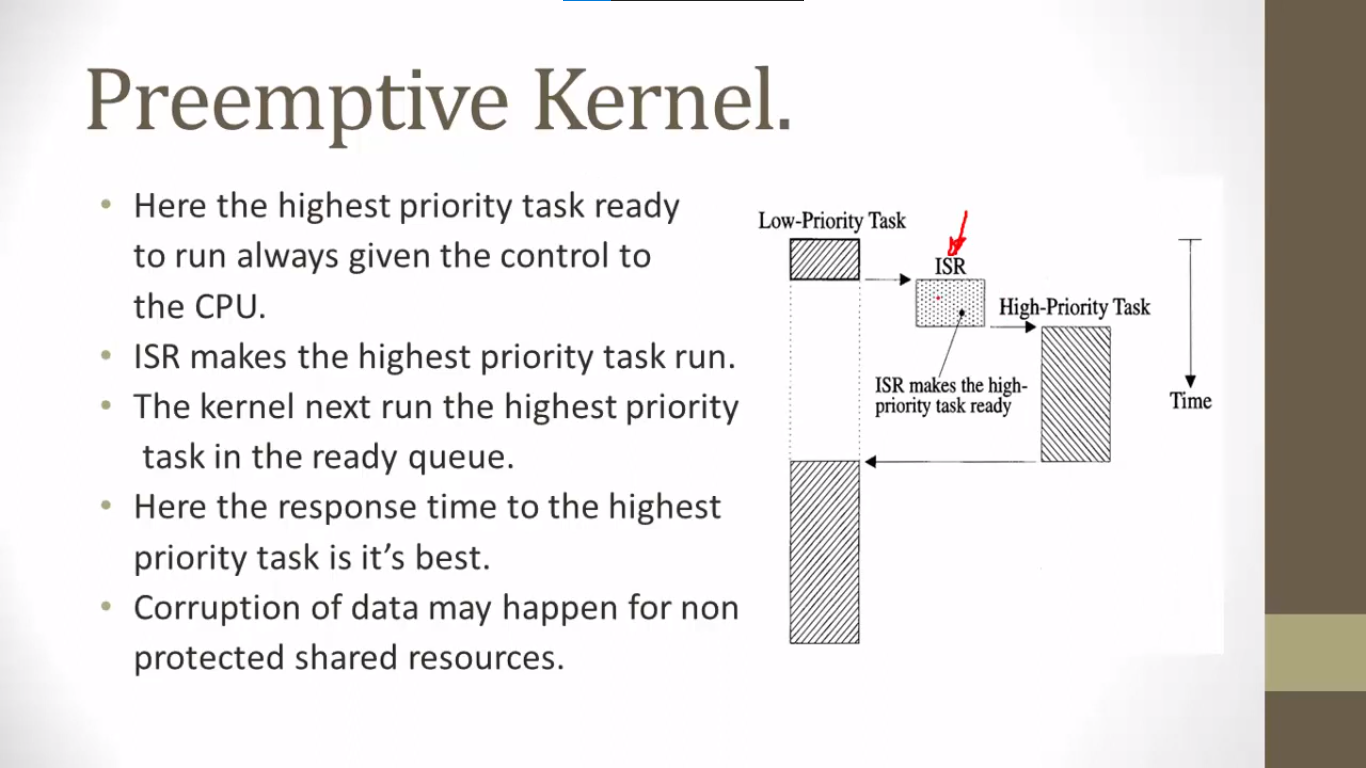 Preemptive Kernel.
• Here the highest priority task ready
to run always given the control to
the CPU.
• ISR makes the highest priority task run.
• The kernel next run the highest priority
task in the ready queue.
• Here the response time to the highest
priority task is it’s best.
• Corruption of data may happen for non
protected shared resources.
Low-Priority Task
ISR
High-Priority Task
ISR makes the high-
priority task ready
Time